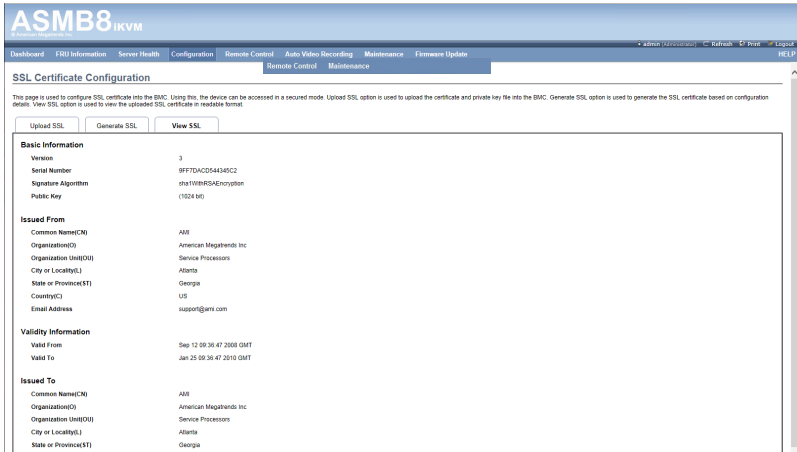 ASMB8 iKVM
© American Megatrends Inc
• admin (Administrator) Refresh Print Logout
Dashboard FRU Information Server Health Configuration Remote Control Auto Video Recording Maintenance Firmware Update HELP
Remote Control Maintenance
SSL Certificate Configuration
This page is used to configure SSL certificate into the BMC. Using this, the device can be accessed in a secured mode. Upload SSL option is used to upload the certificate and private key file into the BMC. Generate SSL option is used to generate the SSL certificate based on configuration
details. View SSL option is used to view the uploaded SSL certificate in readable format.
Upload SSL Generate SSL View SSL
Basic Information
Version 3
Serial Number 9FF7DACD544345C2
Signature Algorithm sha1WithRSAEncryption
Public Key (1024 bit)
Issued From
Common Name(CN) AMI
Organization(O) American Megatrends Inc
Organization Unit(OU) Service Processors
City or Locality(L) Atlanta
State or Province(ST) Georgia
Country(C) US
Email Address support@ami.com
Validity Information
Valid From Sep 12 09:36:47 2008 GMT
Valid To Jan 25 09:36:47 2010 GMT
Issued To
Common Name(CN) AMI
Organization(O) American Megatrends Inc
Organization Unit(OU) Service Processors
City or Locality(L) Atlanta
State or Province(ST) Georgia